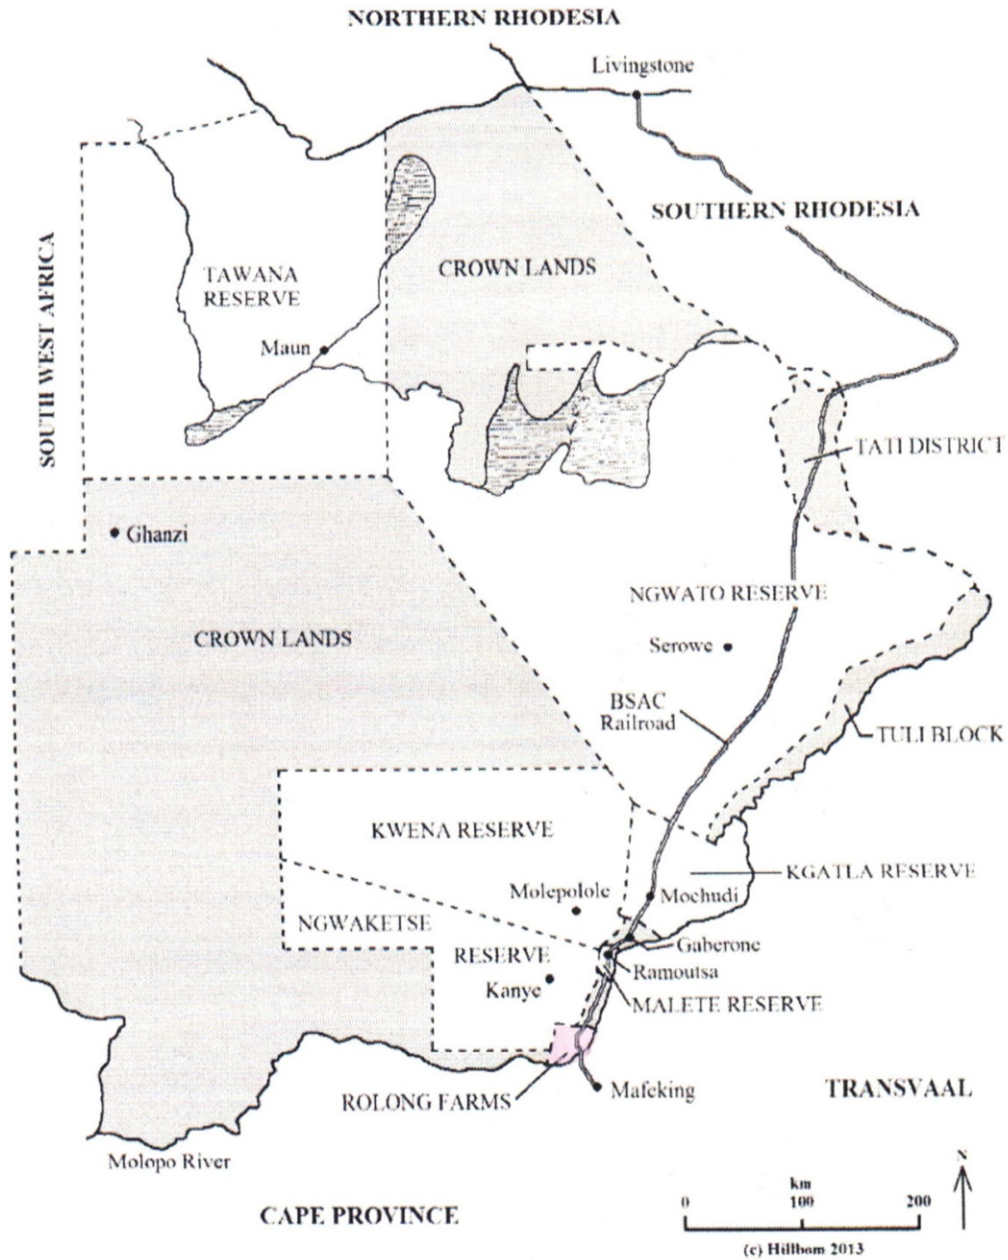 NORTHERN RHODESIA
Livingstone
SOUTHERN RHODESIA
SOUTH WEST AFRICA
TAWANA
RESERVE
CROWN LANDS
Maun
TATI DISTRICT
Ghanzi
NGWATO RESERVE
CROWN LANDS
Serowe
BSAC
Railroad
TULI BLOCK
KWENA RESERVE
KGATLA RESERVE
Molepolole
Mochudi
NGWAKETSE
RESERVE
Gaberone
Ramoutsa
Kanye
MALETE RESERVE
ROLONG FARMS
Mafeking
TRANSVAAL
Molopo River
CAPE PROVINCE
N
km
0 100 200
(c) Hillbom 2013